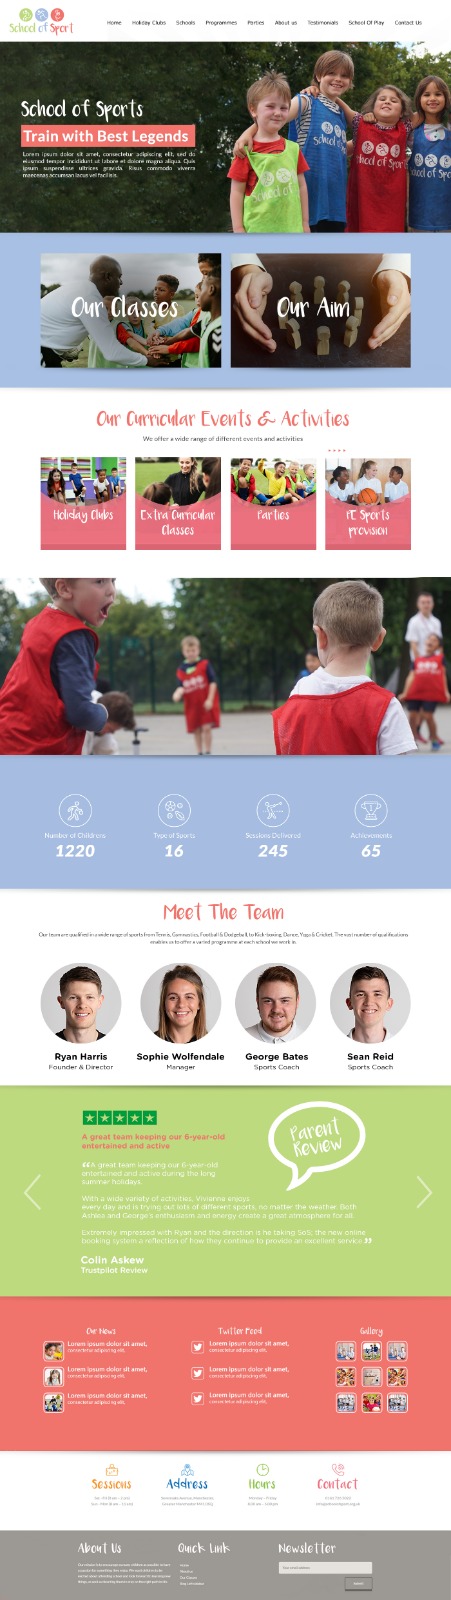 School of Sport
Home Holiday Clubs Schools Programmes Parties About us Testimonials School Of Play Contact Us
School of Sports
Train with Best Legends
Lorem ipsum dolor sit amet, consectetur adipiscing elit, sed do
eiusmod tempor incididunt ut labore et dolore magna aliqua. Quis
ipsum suspendisse ultrices gravida. Risus commodo viverra
maecenas accumsan lacus vel facilisis.
Our Classes
Our Aim
Our Curricular Events & Activities
We offer a wide range of different events and activities
Holiday Clubs
Extra Curricular
Classes
Parties
PE Sports
provision
Number of Childrens
1220
Type of Sports
16
Sessions Delivered
245
Achievements
65
Meet The Team
Our team are qualified in a wide range of sports from Tennis, Gymnastics, Football & Dodgeball, to Kick-boxing, Dance, Yoga & Cricket. The vast number of qualifications
enables us to offer a varied programme at each school we work in.
Ryan Harris
Founder & Director
Sophie Wolfendale
Manager
George Bates
Sports Coach
Sean Reid
Sports Coach
Parent
Review
A great team keeping our 6-year-old
entertained and active
“A great team keeping our 6-year-old
entertained and active during the long
summer holidays.
With a wide variety of activities, Vivienne enjoys
every day and is trying out lots of different sports, no matter the weather. Both
Ashlea and George's enthusiasm and energy create a great atmosphere for all.
Extremely impressed with Ryan and the direction is he taking SoS; the new online
booking system a reflection of how they continue to provide an excellent service.”
Colin Askew
Trustpilot Review
Our News
Lorem ipsum dolor sit amet,
consectetur adipiscing elit,
Lorem ipsum dolor sit amet,
consectetur adipiscing elit,
Lorem ipsum dolor sit amet,
consectetur adipiscing elit,
Twitter Feed
Lorem ipsum dolor sit amet,
consectetur adipiscing elit,
Lorem ipsum dolor sit amet,
consectetur adipiscing elit,
Lorem ipsum dolor sit amet,
consectetur adipiscing elit,
Gallery
Sessions
Address
Hours
Monday - Friday
Contact
About Us
Quick Link
Home
Newsletter
Your email address
Submit